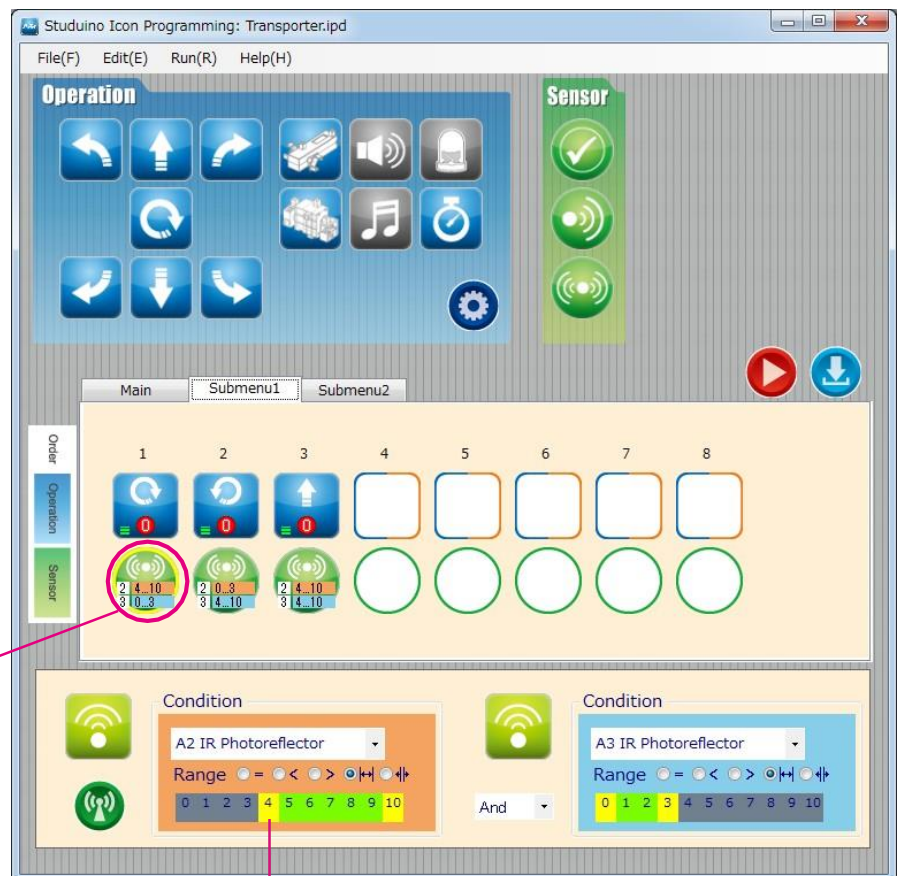 Studuino Icon Programming: Transporter.ipd
File(F) Edit(E) Run(R) Help(H)
Operation
Sensor
Main Submenu1 Submenu2
Order
Operation
Sensor
1 2 3 4 5 6 7 8
0 0 0
2 4...10 2 0...3 2 4...10
3 0...3 3 4...10 3 4...10
Condition Condition
A2 IR Photoreflector A3 IR Photoreflector
Range = < > Range = < >
0 1 2 3 4 5 6 7 8 9 10 And 0 1 2 3 4 5 6 7 8 9 10